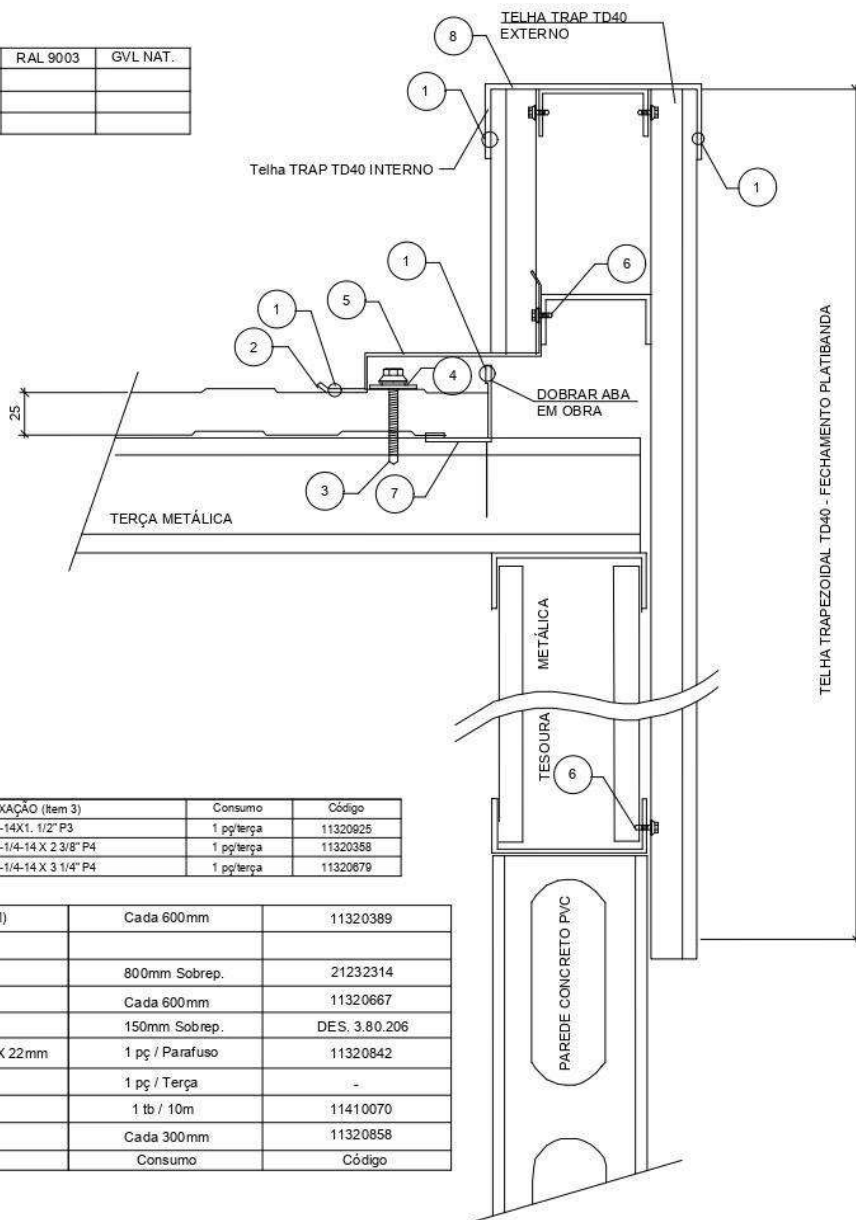 TELHA TRAP TD40
EXTERNO
8
RAL 9003 GVL NAT.
1
Telha TRAP TD40 INTERNO
1
1
6
5
1
2
4
DOBRAR ABA
EM OBRA
25
3
7
TERÇA METÁLICA
TELHA TRAPEZOIDAL TD40 - FECHAMENTO PLATIBANDA
TESOURA METÁLICA
6
XAÇÃO (Item 3) Consumo Código
-14X1. 1/2" P3 1 pç/terça 11320925
-1/4-14 X 2 3/8" P4 1 pç/terça 11320358
-1/4-14 X 3 1/4" P4 1 pç/terça 11320679
PAREDE CONCRETO PVC
) Cada 600mm 11320389
800mm Sobrep. 21232314
Cada 600mm 11320667
150mm Sobrep. DES. 3.80.206
X 22mm 1 pç / Parafuso 11320842
1 pç / Terça -
1 tb / 10m 11410070
Cada 300mm 11320858
Consumo Código